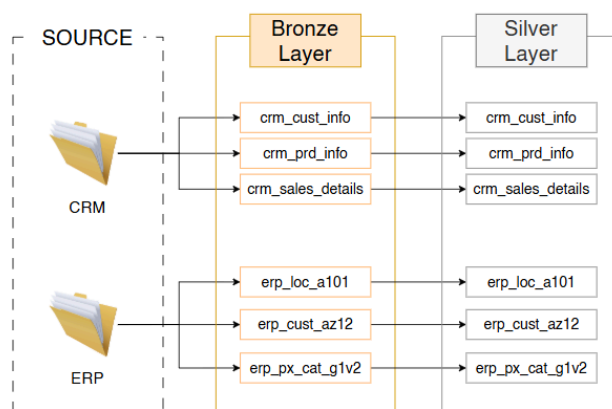 SOURCE
Bronze
Layer
Silver
Layer
crm_cust_info
crm_cust_info
crm_prd_info
crm_prd_info
crm_sales_details
crm_sales_details
CRM
erp_loc_a101
erp_loc_a101
erp_cust_az12
erp_cust_az12
erp_px_cat_g1v2
erp_px_cat_g1v2
ERP